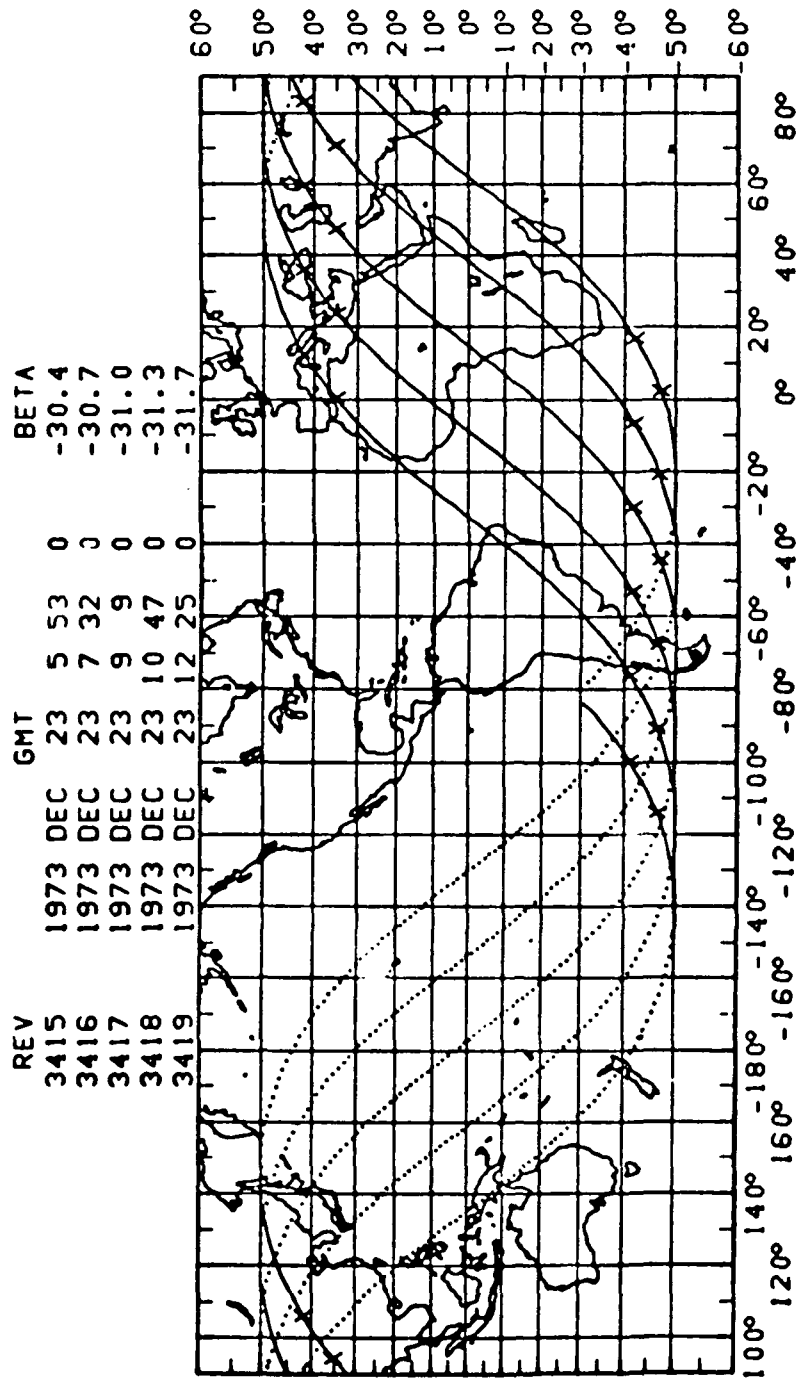 REV GMT BETA
3415 1973 DEC 23 5 53 0 -30.4
3416 1973 DEC 23 7 32 0 -30.7
3417 1973 DEC 23 9 9 0 -31.0
3418 1973 DEC 23 10 47 0 -31.3
3419 1973 DEC 23 12 25 0 -31.7
60°
50°
40°
30°
20°
10°
0°
-10°
-20°
-30°
-40°
-50°
-60°
100° 120° 140° 160° -180° -160° -140° -120° -100° -80° -60° -40° -20° 0° 20° 40° 60° 80°